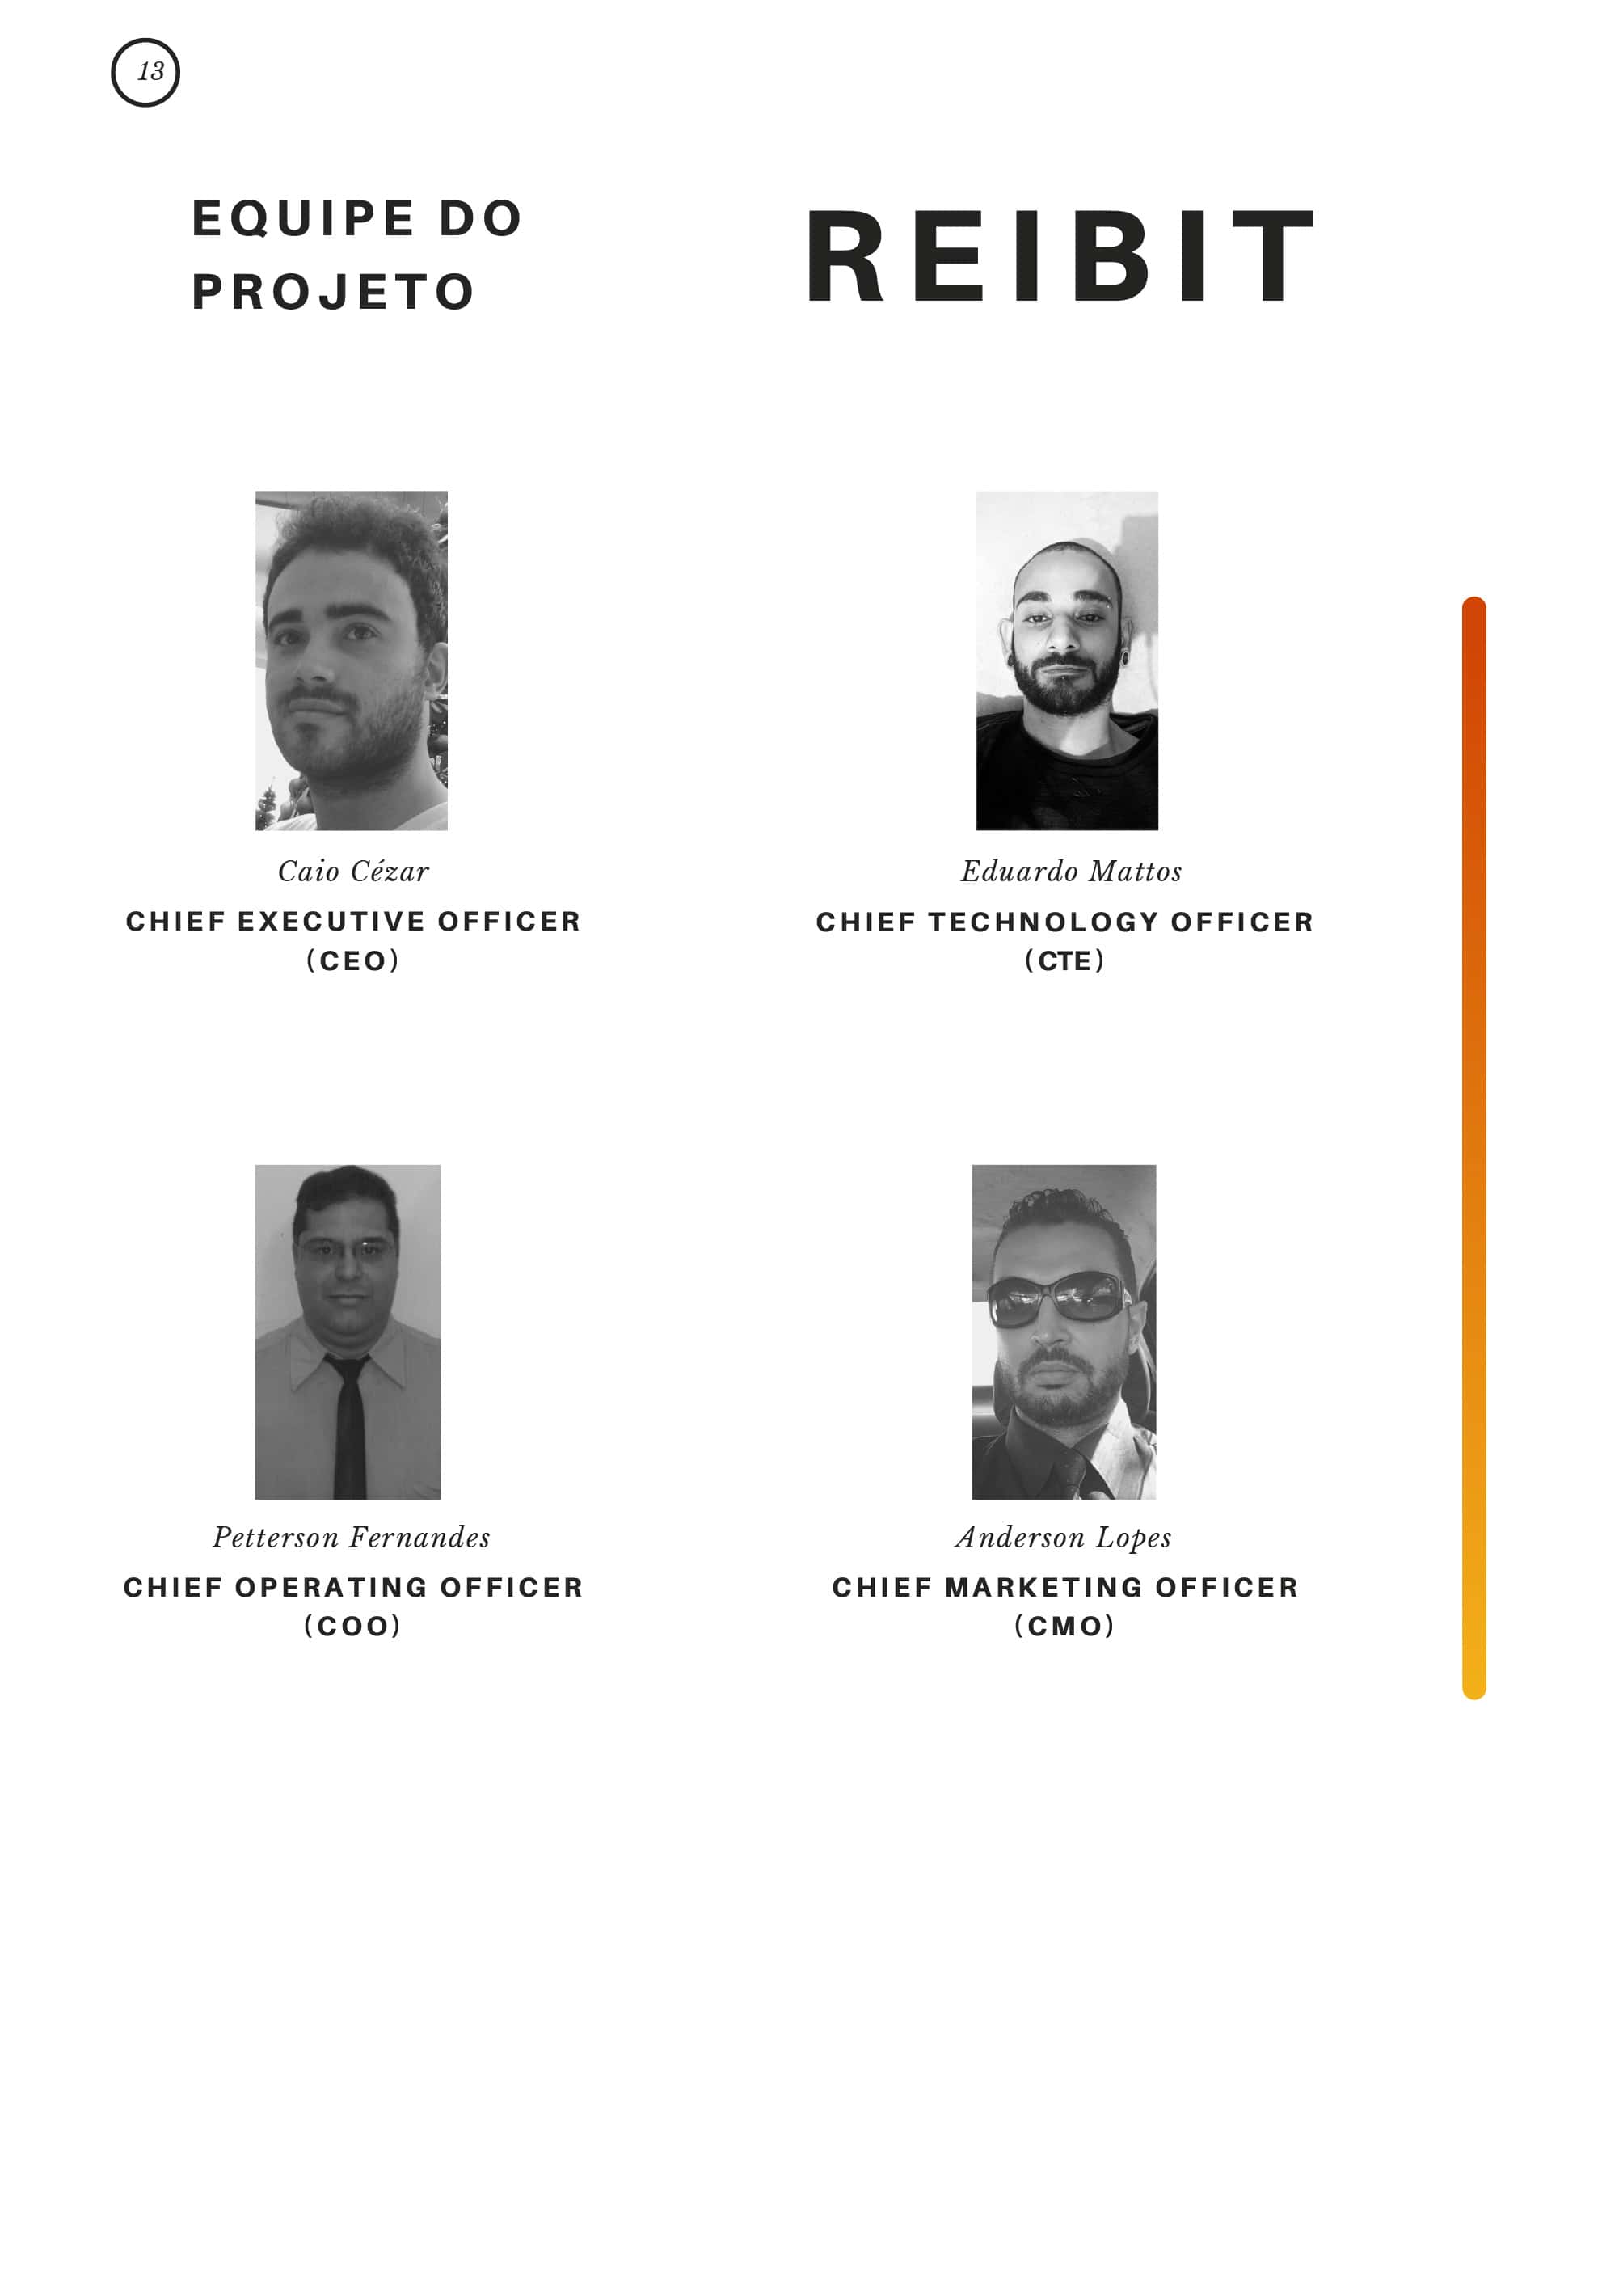 13
EQUIPE DO
PROJETO
REIBIT
Caio Cézar
CHIEF EXECUTIVE OFFICER
(CEO)
Eduardo Mattos
CHIEF TECHNOLOGY OFFICER
(CTE)
Petterson Fernandes
CHIEF OPERATING OFFICER
(COO)
Anderson Lopes
CHIEF MARKETING OFFICER
(CMO)